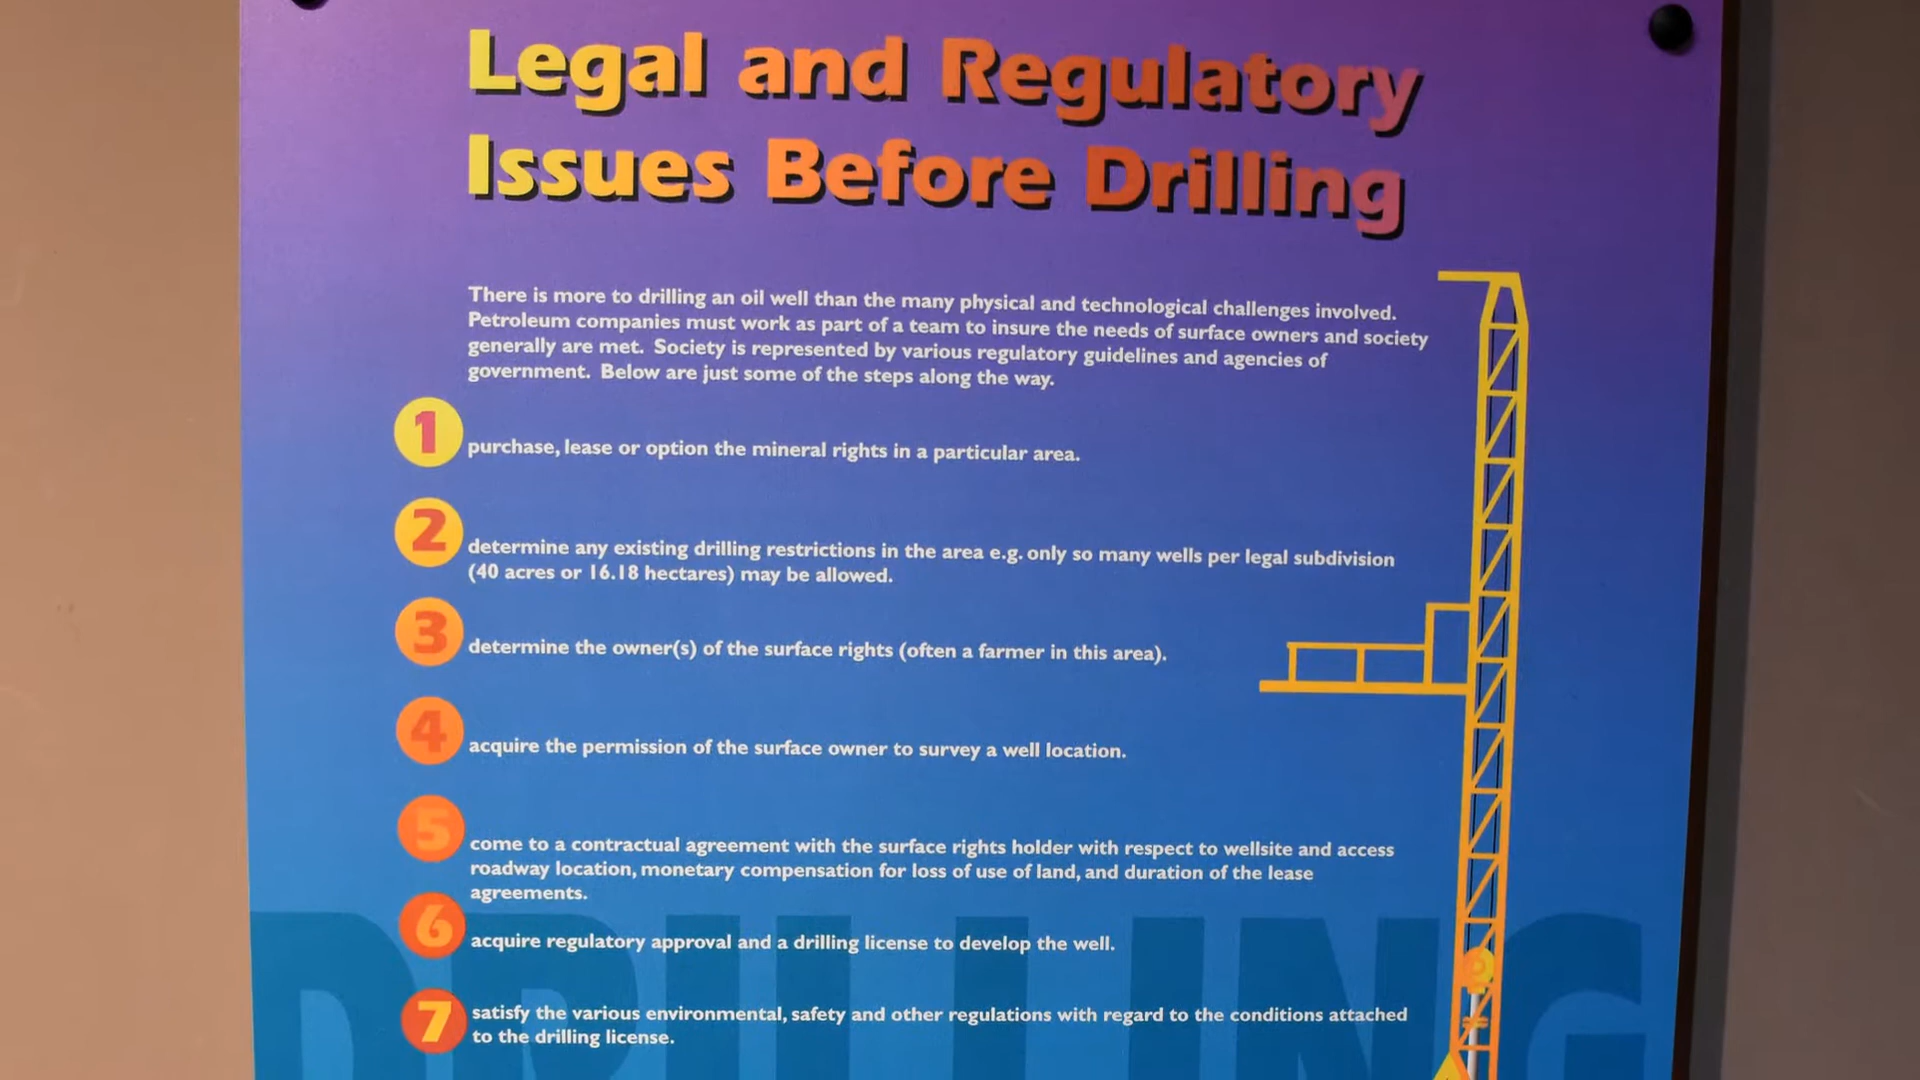 Legal and Regulatory
Issues Before Drilling
There is more to drilling an oil well than the many physical and technological challenges involved.
Petroleum companies must work as part of a team to insure the needs of surface owners and society
generally are met. Society is represented by various regulatory guidelines and agencies of
government. Below are just some of the steps along the way.
1 purchase, lease or option the mineral rights in a particular area.
2 determine any existing drilling restrictions in the area e.g. only so many wells per legal subdivision
(40 acres or 16.18 hectares) may be allowed.
3 determine the owner(s) of the surface rights (often a farmer in this area).
4 acquire the permission of the surface owner to survey a well location.
5 come to a contractual agreement with the surface rights holder with respect to wellsite and access
roadway location, monetary compensation for loss of use of land, and duration of the lease
agreements.
6 acquire regulatory approval and a drilling license to develop the well.
7 satisfy the various environmental, safety and other regulations with regard to the conditions attached
to the drilling license.
DRILLING